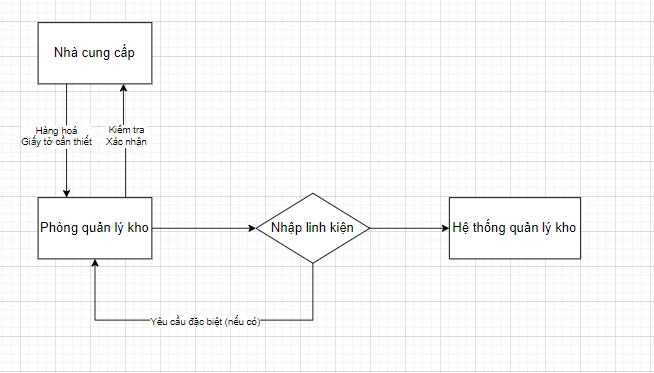 Nhà cung cấp
Hàng hoá
Giấy tờ cần thiết
Kiểm tra
Xác nhận
Phòng quản lý kho
Nhập linh kiện
Hệ thống quản lý kho
Yêu cầu đặc biệt (nếu có)